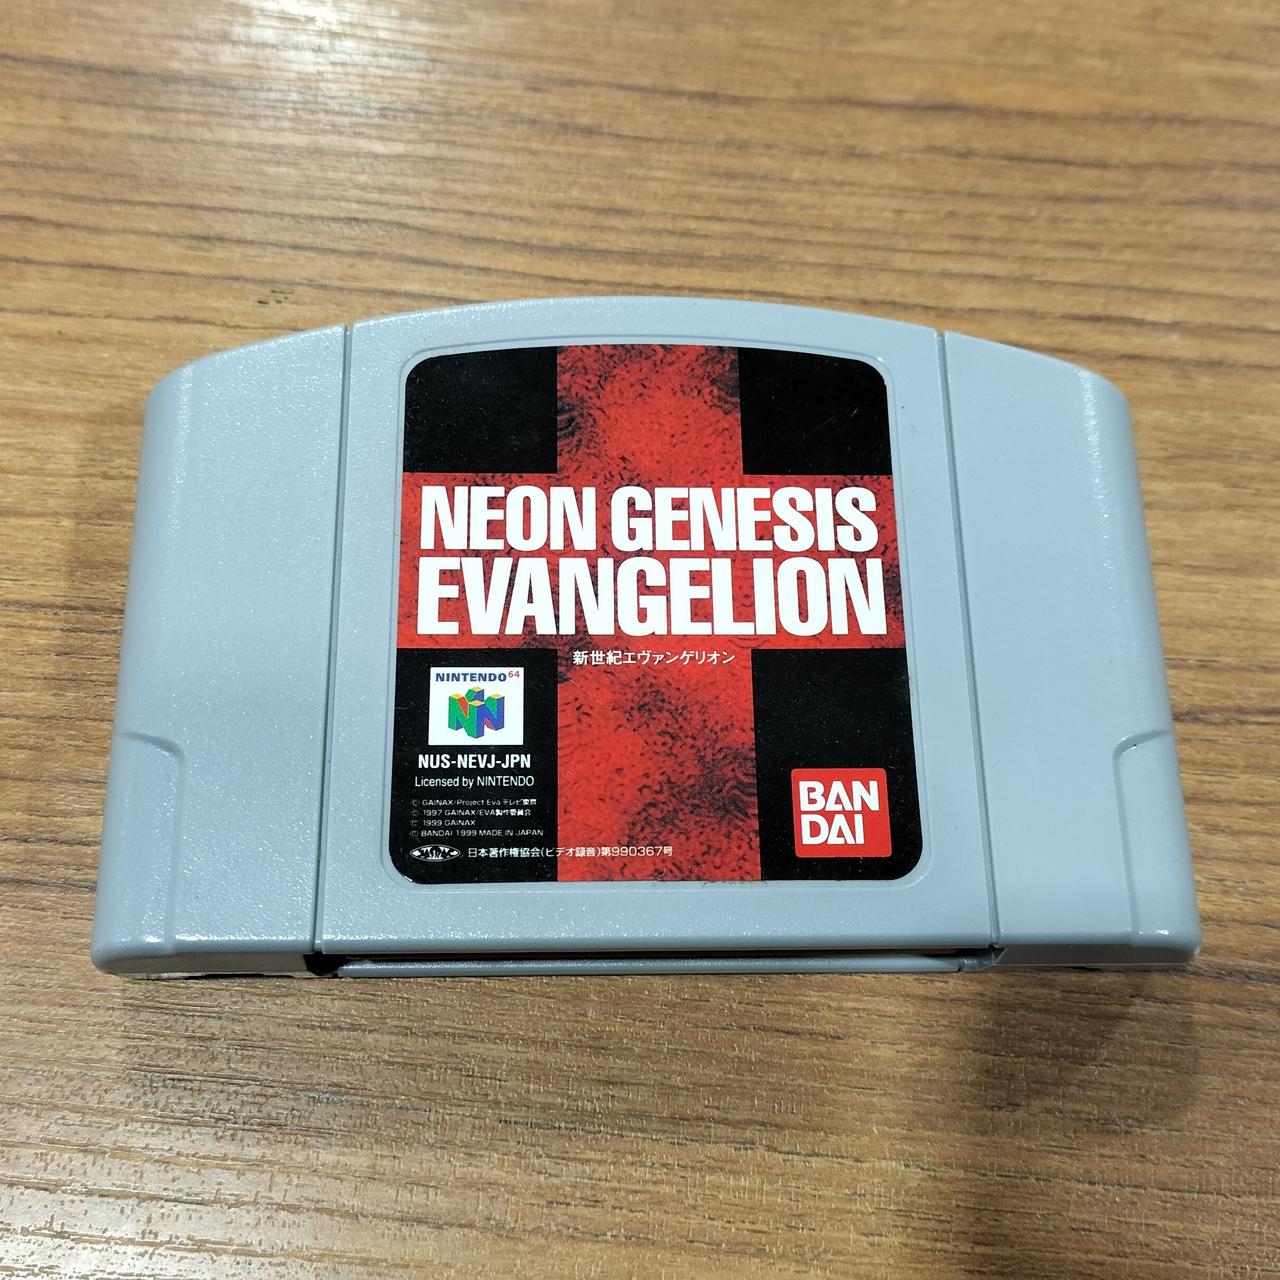 NEON GENESIS
EVANGELION
新世紀エヴァンゲリオン
NINTENDO64
NUS-NEVJ-JPN
Licensed by NINTENDO
© GAINAX/Project Eva テレビ東京
© 1997 GAINAX/EVA製作委員会
© 1999 GAINAX
© BANDAI 1999 MADE IN JAPAN
日本著作権協会(ビデオ録音)第990367号
BAN
DAI